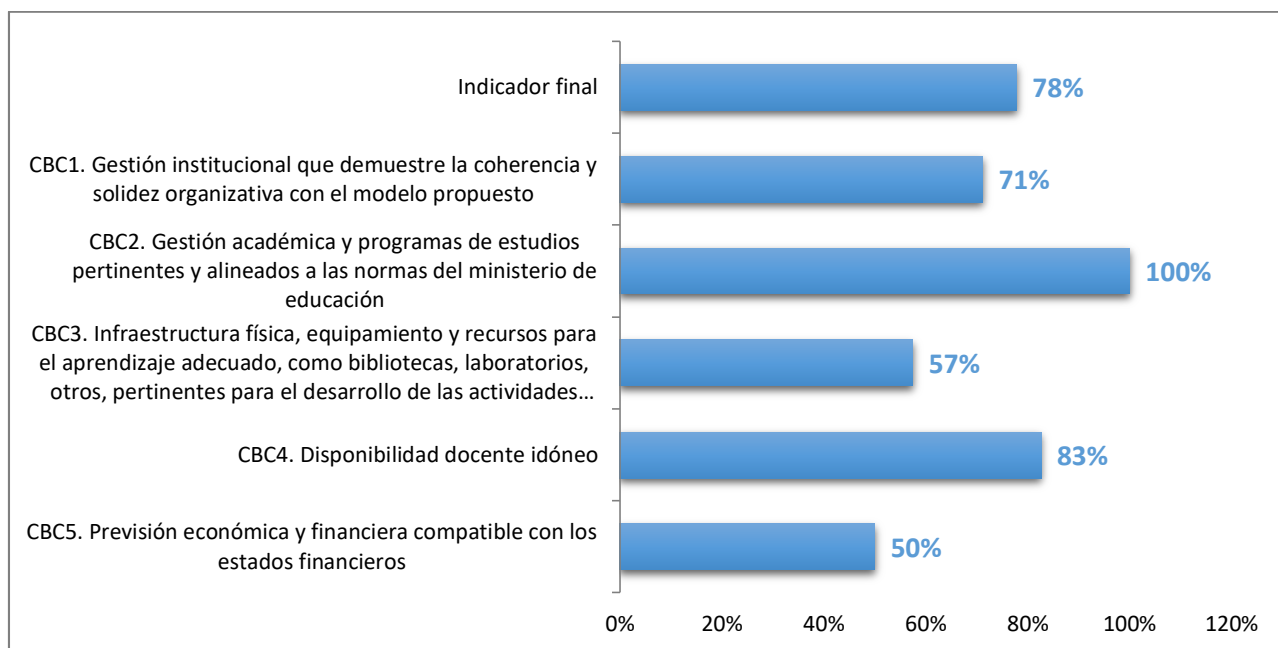 Indicador final
78%
CBC1. Gestión institucional que demuestre la coherencia y
solidez organizativa con el modelo propuesto
71%
CBC2. Gestión académica y programas de estudios
pertinentes y alineados a las normas del ministerio de
educación
100%
CBC3. Infraestructura física, equipamiento y recursos para
el aprendizaje adecuado, como bibliotecas, laboratorios,
otros, pertinentes para el desarrollo de las actividades…
57%
CBC4. Disponibilidad docente idóneo
83%
CBC5. Previsión económica y financiera compatible con los
estados financieros
50%
0% 20% 40% 60% 80% 100% 120%